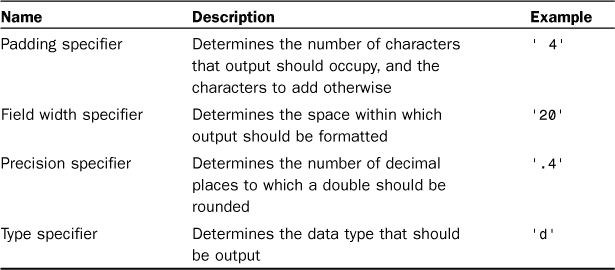 Name Description Example
Padding specifier Determines the number of characters ' 4'
that output should occupy, and the
characters to add otherwise
Field width specifier Determines the space within which '20'
output should be formatted
Precision specifier Determines the number of decimal '.4'
places to which a double should be
rounded
Type specifier Determines the data type that should 'd'
be output